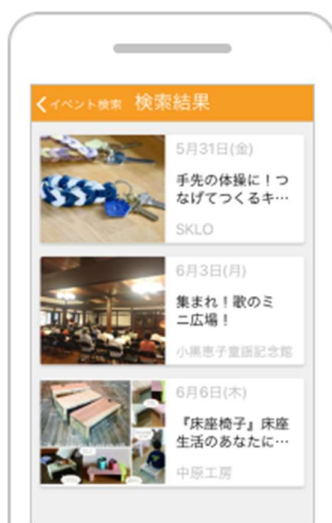 イベント検索 検索結果
5月31日(金)
手先の体操に！つ
なげてつくるキ…
SKLO
6月3日(月)
集まれ！歌のミ
ニ広場！
小黒恵子童謡記念館
6月6日(木)
『床座椅子』床座
生活のあなたに…
中原工房